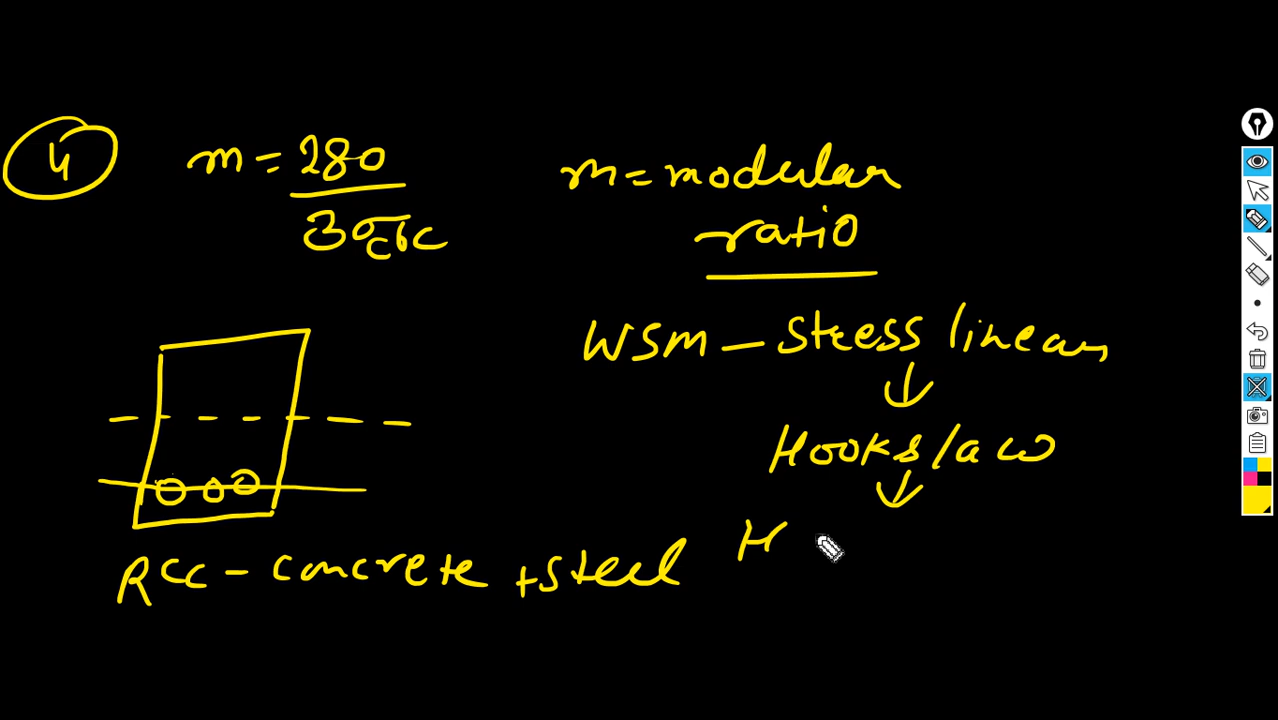 4
m = 280 / 3σcbc
m = modular
ratio
WSM - stress linear
↓
Hooks law
↓
H
RCC - concrete + steel